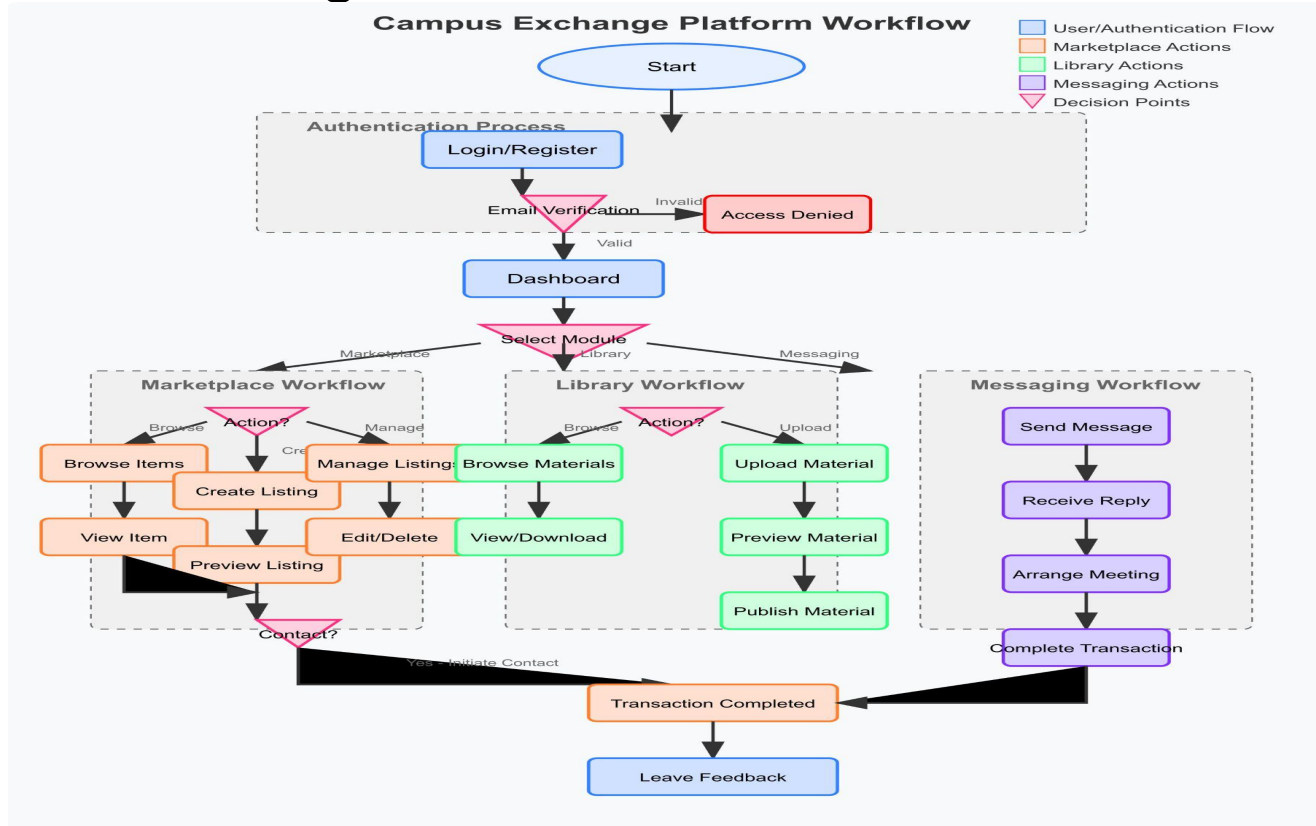 Campus Exchange Platform Workflow
User/Authentication Flow
Marketplace Actions
Library Actions
Messaging Actions
Decision Points
Start
Authentication Process
Login/Register
Email Verification
Invalid
Access Denied
Valid
Dashboard
Select Module
Marketplace
Library
Messaging
Marketplace Workflow
Library Workflow
Messaging Workflow
Action?
Browse
Manage
Action?
Browse
Upload
Send Message
Browse Items
Manage Listings
Browse Materials
Upload Material
Create Listing
Receive Reply
View Item
Edit/Delete
View/Download
Preview Material
Preview Listing
Arrange Meeting
Publish Material
Contact?
Complete Transaction
Yes - Initiate Contact
Transaction Completed
Leave Feedback